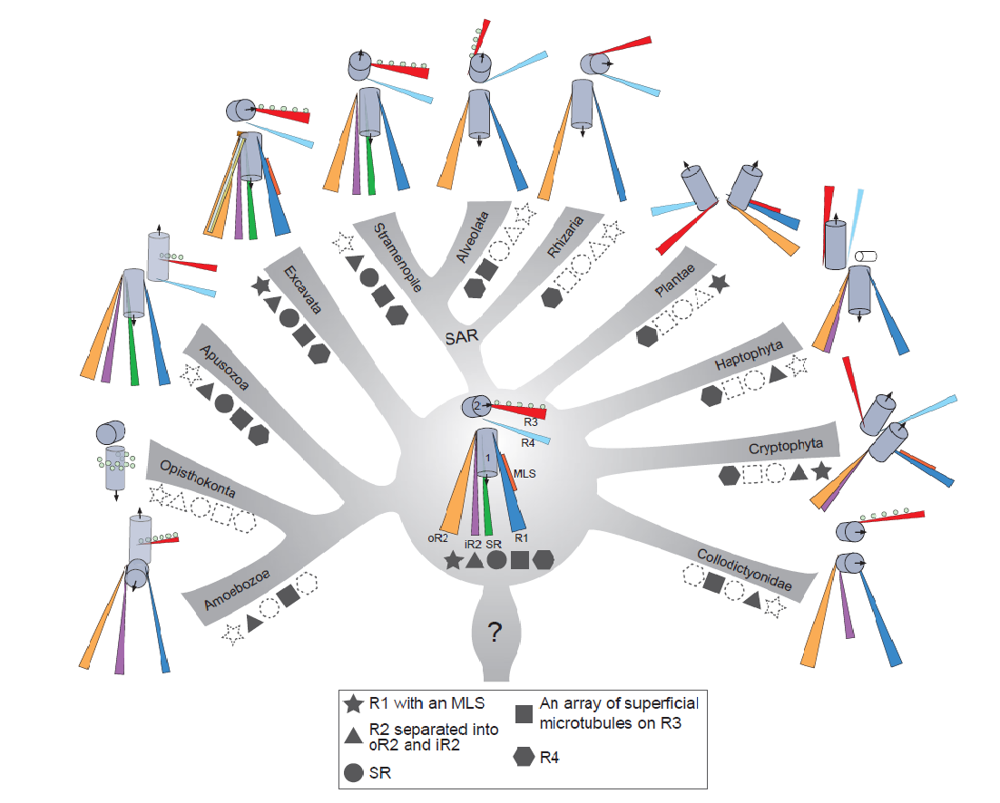 Stramenopile
Alveolata
Rhizaria
Excavata
Plantae
SAR
Apusozoa
Haptophyta
2
R3
R4
Cryptophyta
1
MLS
Opisthokonta
oR2
iR2
SR
R1
Amoebozoe
Collodictyonidae
?
R1 with an MLS
R2 separated into
oR2 and iR2
SR
An array of superficial
microtubules on R3
R4